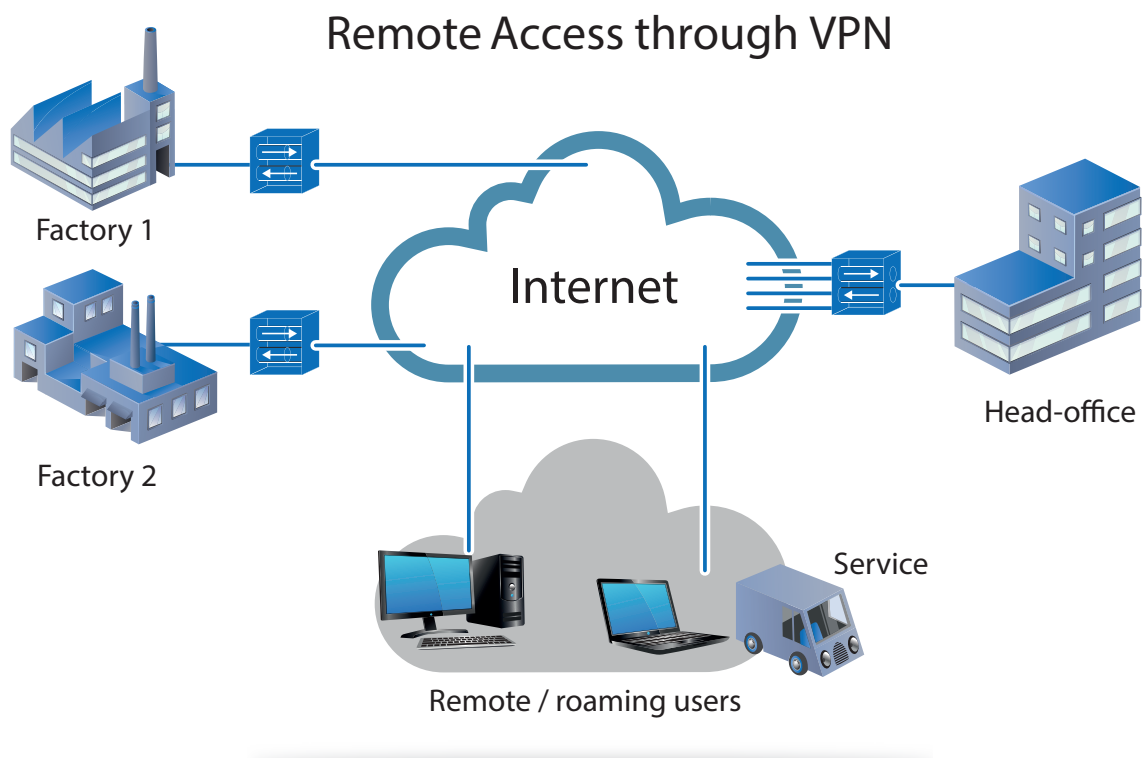 Remote Access through VPN
Factory 1
Internet
Head-office
Factory 2
Service
Remote / roaming users